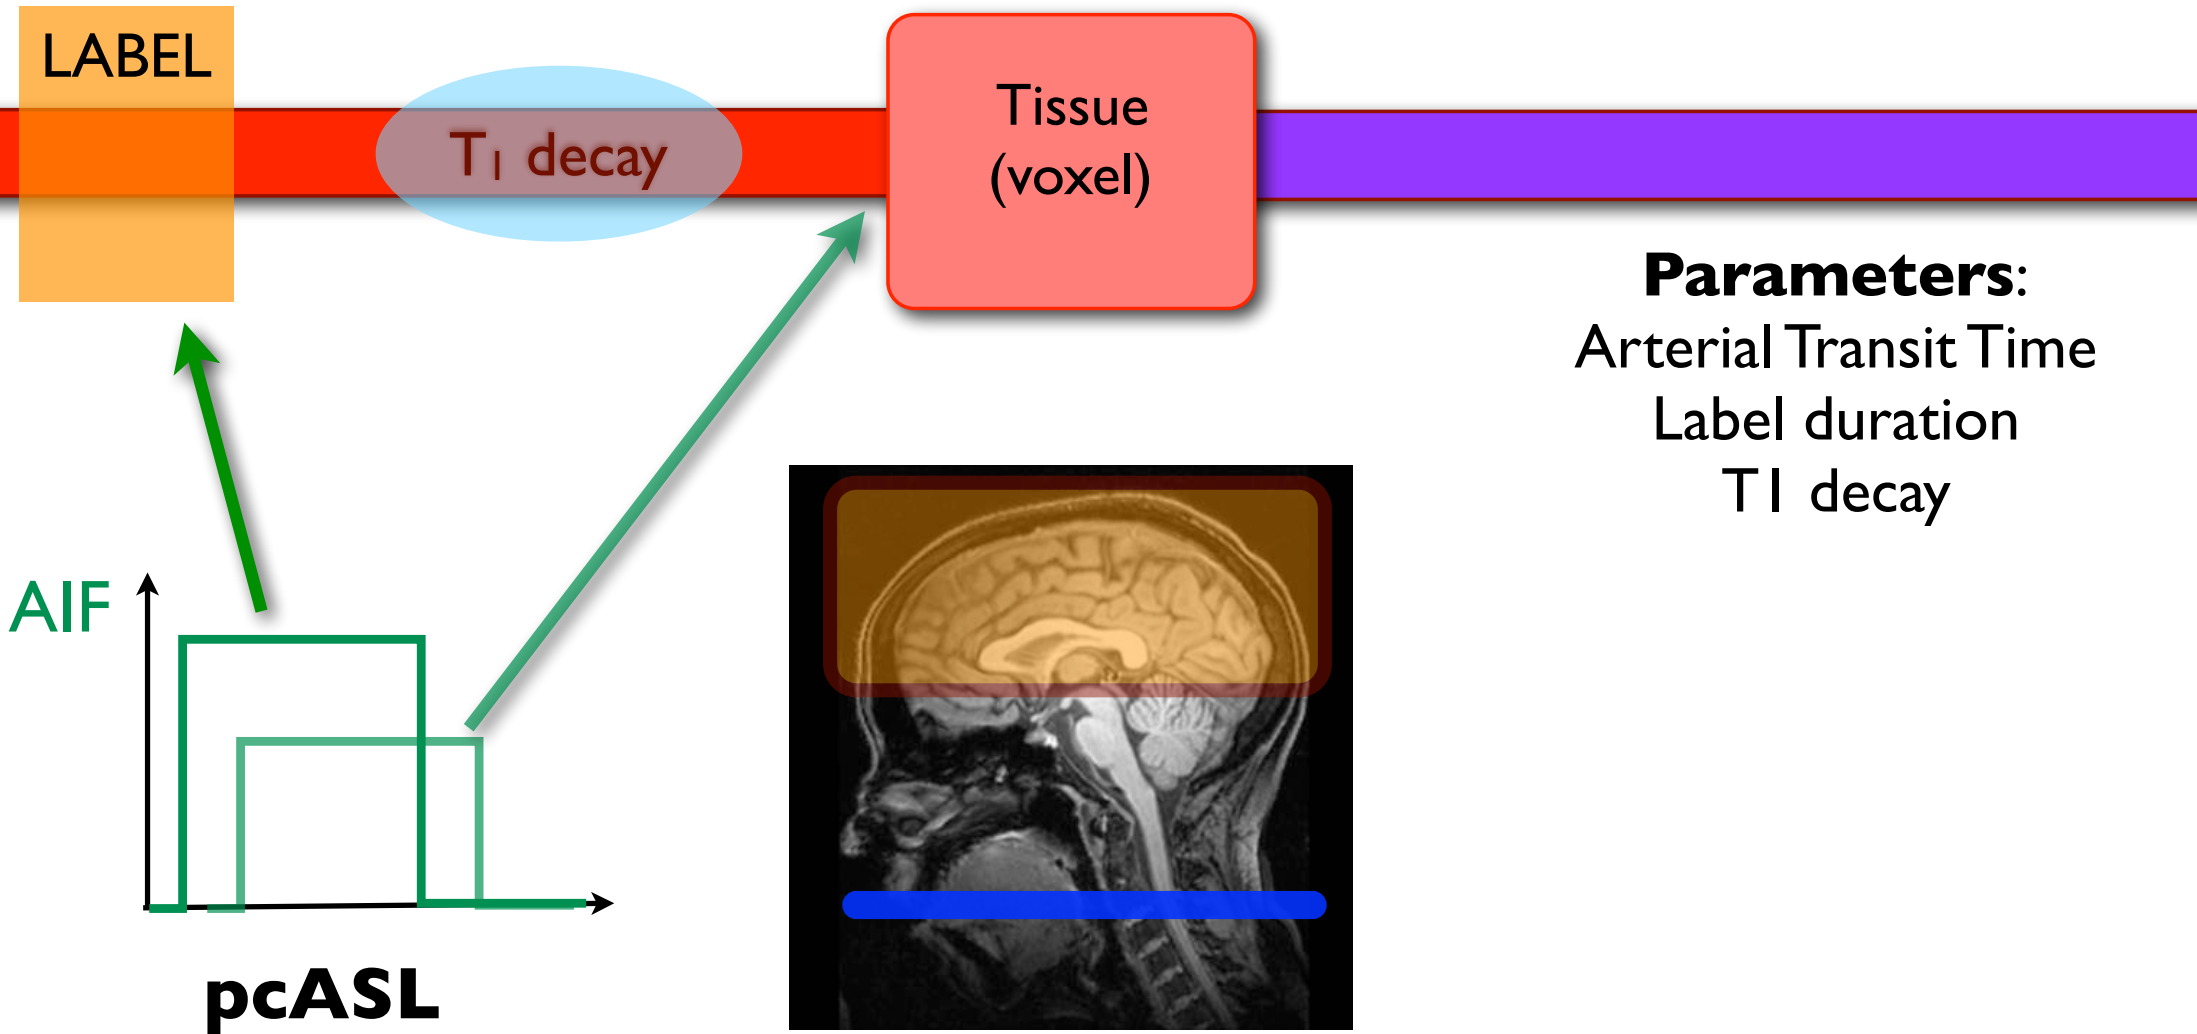 LABEL
T₁ decay
Tissue
(voxel)
Parameters:
Arterial Transit Time
Label duration
T1 decay
AIF
pcASL